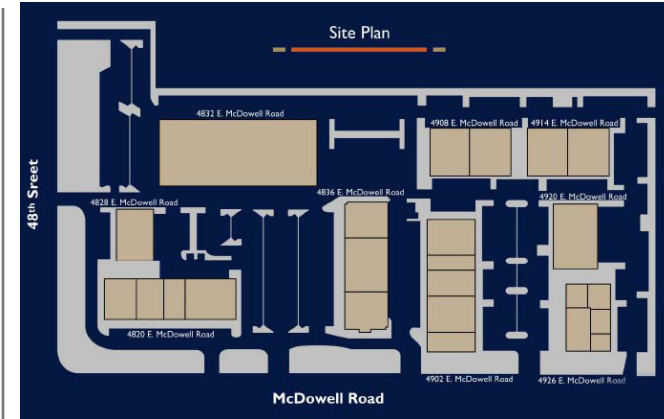 Site Plan
4832 E. McDowell Road
4908 E. McDowell Road
4914 E. McDowell Road
4836 E. McDowell Road
4828 E. McDowell Road
4920 E. McDowell Road
48th Sreet
4820 E. McDowell Road
4902 E. McDowell Road
4926 E. McDowell Road
McDowell Road